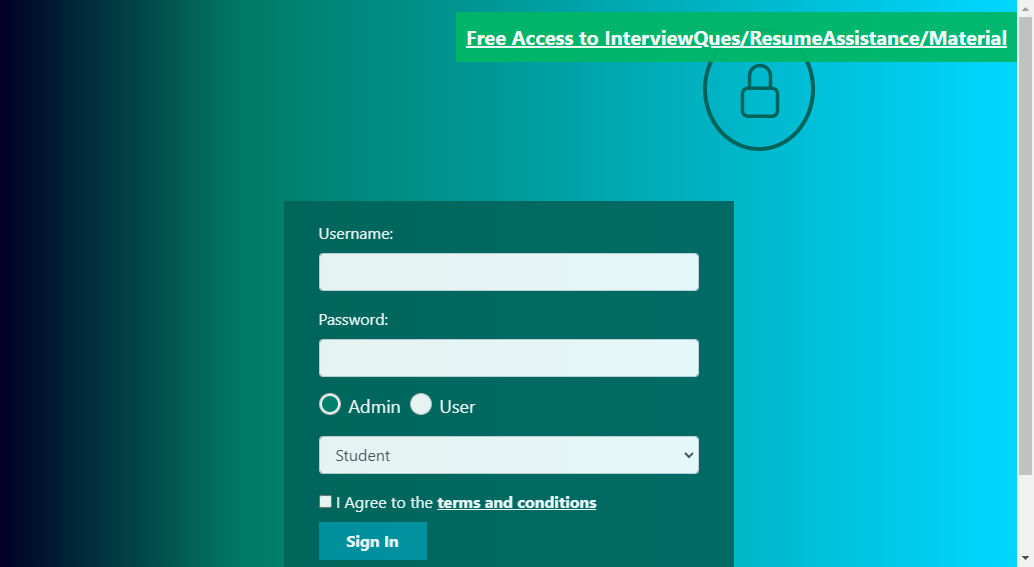 Free Access to InterviewQues/ResumeAssistance/Material
Username:
Password:
Admin User
Student
I Agree to the terms and conditions
Sign In